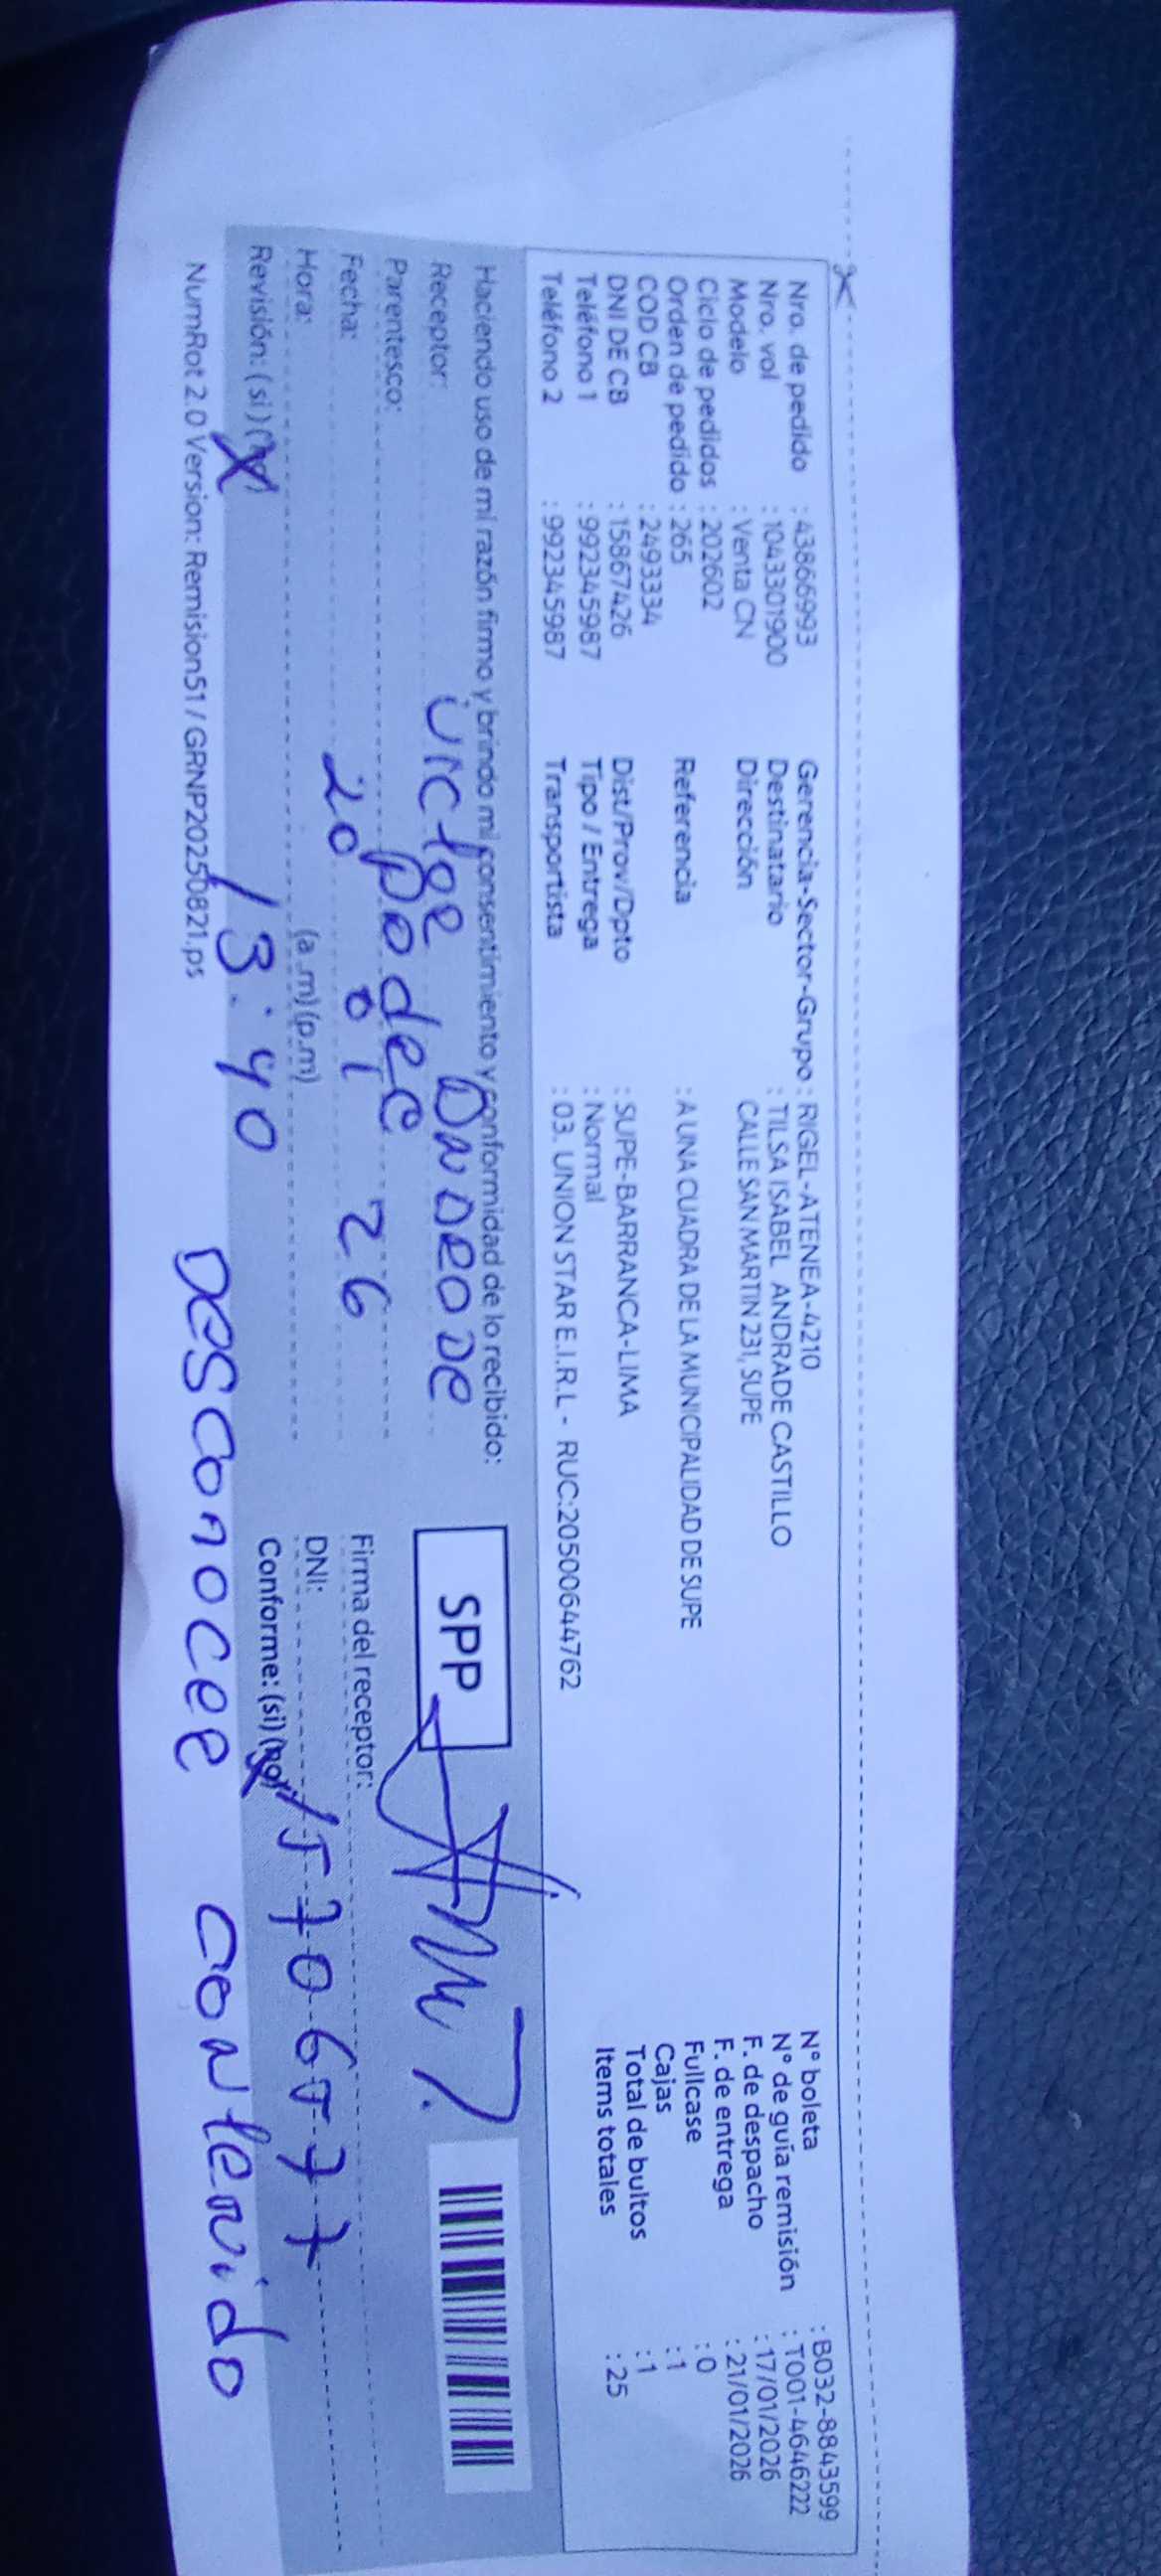 Nro. de pedido : 43866993
Nro. vol : 1043301900
Modelo : Venta CN
Ciclo de pedidos : 202602
Orden de pedido : 265
COD CB : 2493334
DNI DE CB : 15867426
Teléfono 1 : 992345987
Teléfono 2 : 992345987
Gerencia-Sector-Grupo : RIGEL-ATENEA-4210
Destinatario : TILSA ISABEL ANDRADE CASTILLO
Dirección CALLE SAN MARTIN 231, SUPE
Referencia : A UNA CUADRA DE LA MUNICIPALIDAD DE SUPE
Dist/Prov/Dpto : SUPE-BARRANCA-LIMA
Tipo / Entrega : Normal
Transportista : 03. UNION STAR E.I.R.L - RUC:20500644762
N° boleta : B032-8843599
N° de guía remisión : T001-4646222
F. de despacho : 17/01/2026
F. de entrega : 21/01/2026
Fullcase : 0
Cajas : 1
Total de bultos : 1
Items totales : 25
Haciendo uso de mi razón firmo y brindo mi consentimiento y conformidad de lo recibido:
Receptor: Victoe
Parentesco: Padec
Fecha: 20 01 26
Hora: 13:40 (a .m) (p.m)
Revisión: (si) (no)
SPP
Firma del receptor:
DNI: 15706577
Conforme: (si) (no)
NumRot 2.0 Version: Remision51 / GRNP20250821.ps
Desconocee contenido